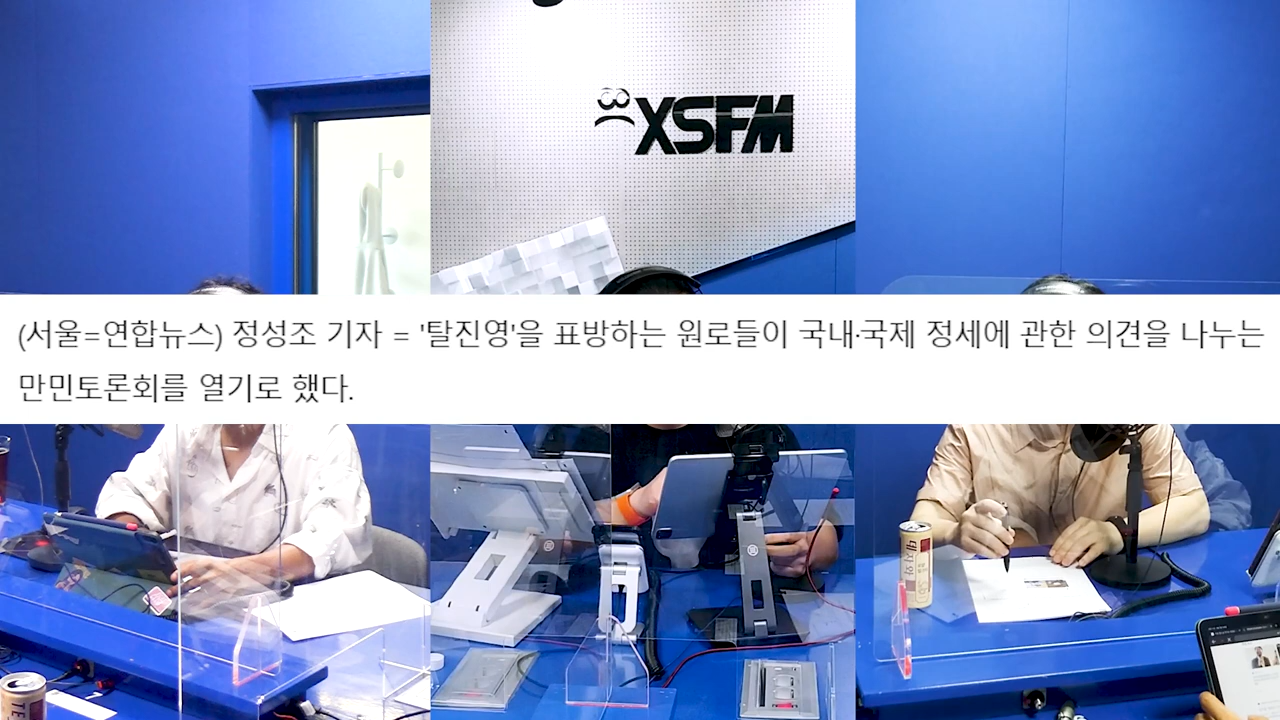 XSFM
(서울=연합뉴스) 정성조 기자 = '탈진영'을 표방하는 원로들이 국내·국제 정세에 관한 의견을 나누는
만민토론회를 열기로 했다.